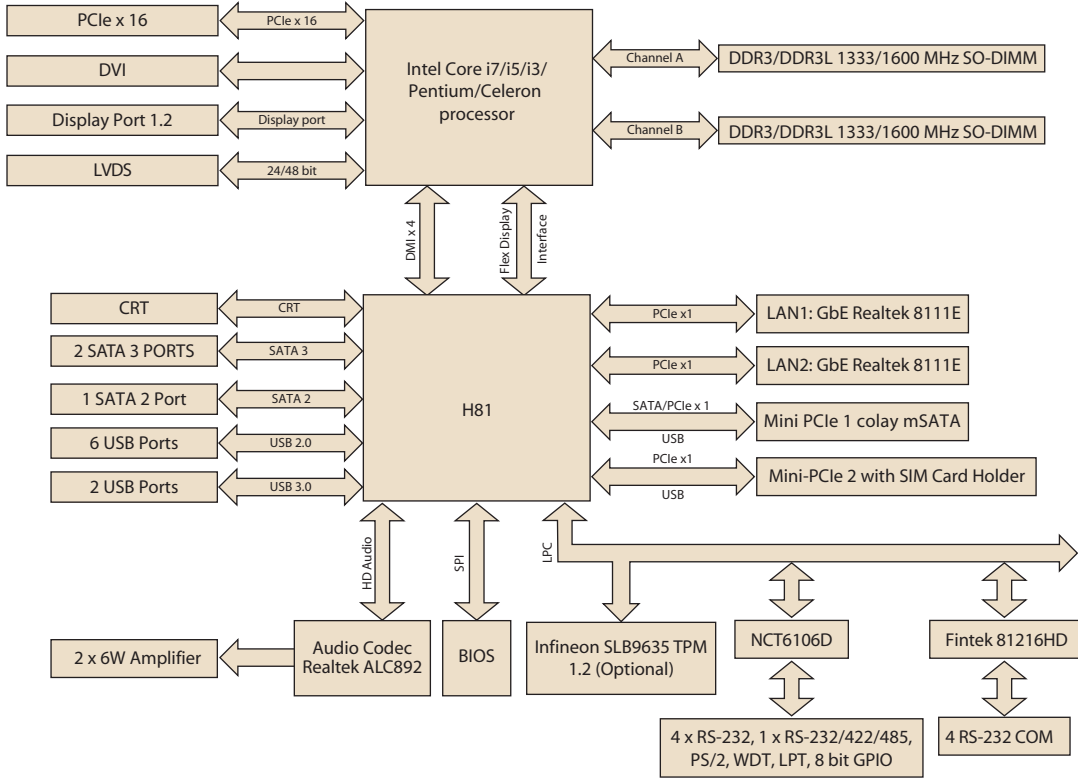 PCIe x 16
PCIe x 16
DVI
Display Port 1.2
Display port
LVDS
24/48 bit
Intel Core i7/i5/i3/
Pentium/Celeron
processor
Channel A
DDR3/DDR3L 1333/1600 MHz SO-DIMM
Channel B
DDR3/DDR3L 1333/1600 MHz SO-DIMM
DMI x 4
Flex Display
Interface
CRT
CRT
2 SATA 3 PORTS
SATA 3
1 SATA 2 Port
SATA 2
6 USB Ports
USB 2.0
2 USB Ports
USB 3.0
H81
PCIe x1
LAN1: GbE Realtek 8111E
PCIe x1
LAN2: GbE Realtek 8111E
SATA/PCIe x 1
USB
Mini PCIe 1 colay mSATA
PCIe x1
USB
Mini-PCIe 2 with SIM Card Holder
HD Audio
SPI
LPC
2 x 6W Amplifier
Audio Codec
Realtek ALC892
BIOS
Infineon SLB9635 TPM
1.2 (Optional)
NCT6106D
Fintek 81216HD
4 x RS-232, 1 x RS-232/422/485,
PS/2, WDT, LPT, 8 bit GPIO
4 RS-232 COM